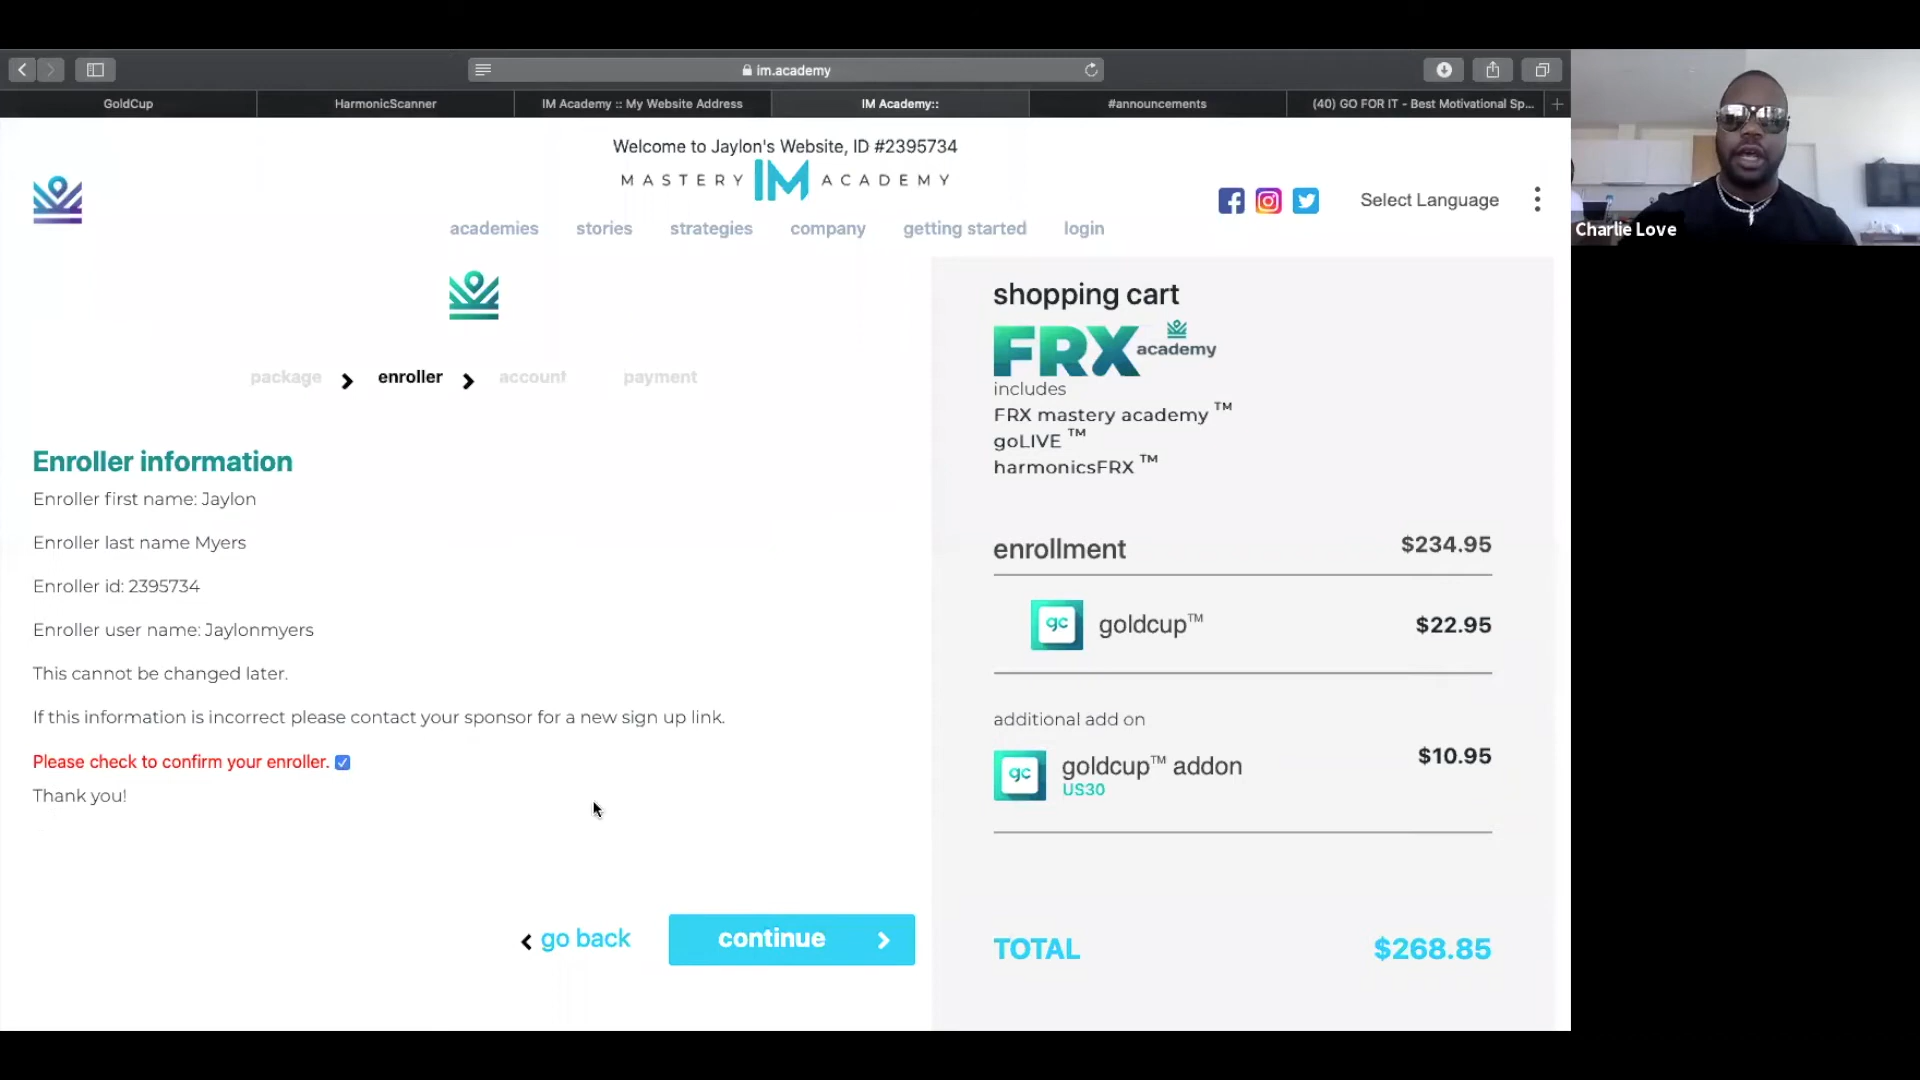 im.academy
GoldCup
HarmonicScanner
IM Academy :: My Website Address
IM Academy::
#announcements
(40) GO FOR IT - Best Motivational Sp...
Welcome to Jaylon's Website, ID #2395734
MASTERY IM ACADEMY
Select Language
academies
stories
strategies
company
getting started
login
package
enroller
account
payment
Enroller information
Enroller first name: Jaylon
Enroller last name Myers
Enroller id: 2395734
Enroller user name: Jaylonmyers
This cannot be changed later.
If this information is incorrect please contact your sponsor for a new sign up link.
Please check to confirm your enroller.
Thank you!
go back
continue
shopping cart
FRX academy
includes
FRX mastery academy ™
goLIVE ™
harmonicsFRX ™
enrollment $234.95
gc goldcup™ $22.95
additional add on
gc goldcup™ addon $10.95
US30
TOTAL $268.85
Charlie Love